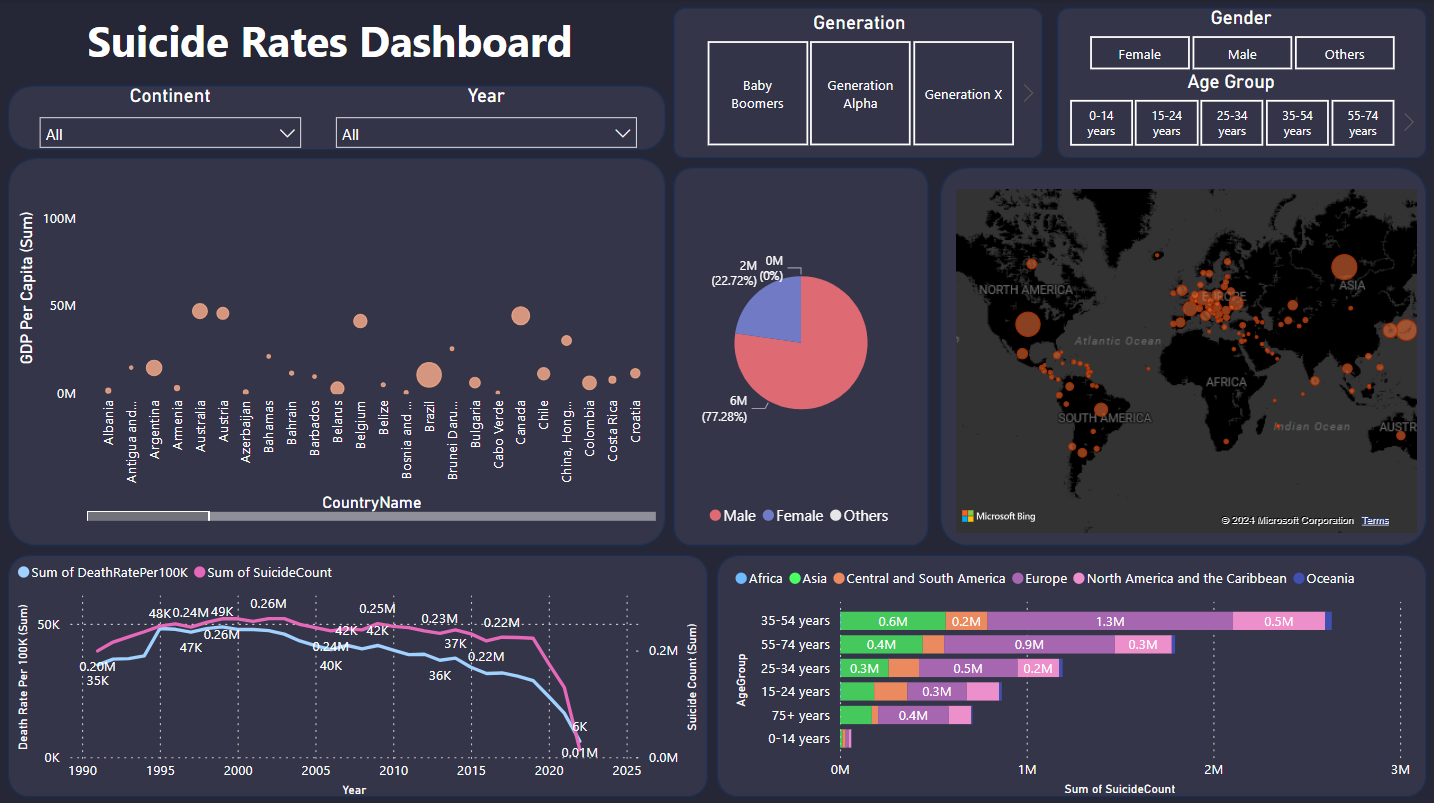 Suicide Rates Dashboard
Continent
All
Year
All
Generation
Baby
Boomers
Generation
Alpha
Generation X
Gender
Female
Male
Others
Age Group
0-14
years
15-24
years
25-34
years
35-54
years
55-74
years
GDP Per Capita (Sum)
100M
50M
0M
Albania
Antigua and...
Argentina
Armenia
Australia
Austria
Azerbaijan
Bahamas
Bahrain
Barbados
Belarus
Belgium
Belize
Bosnia and ...
Brazil
Brunei Daru...
Bulgaria
Cabo Verde
Canada
Chile
China, Hong...
Colombia
Costa Rica
Croatia
CountryName
0M
(0%)
2M
(22.72%)
6M
(77.28%)
Male
Female
Others
NORTH AMERICA
EUROPE
ASIA
Atlantic Ocean
AFRICA
SOUTH AMERICA
Indian Ocean
AUSTR
Microsoft Bing
© 2024 Microsoft Corporation Terms
Sum of DeathRatePer100K
Sum of SuicideCount
Death Rate Per 100K (Sum)
50K
0K
0.20M
35K
48K
0.24M
47K
49K
0.26M
0.26M
0.24M
42K
40K
0.25M
42K
0.23M
36K
37K
0.22M
0.22M
6K
0.01M
0.2M
0.0M
Suicide Count (Sum)
1990
1995
2000
2005
2010
2015
2020
2025
Year
Africa
Asia
Central and South America
Europe
North America and the Caribbean
Oceania
AgeGroup
35-54 years
0.6M
0.2M
1.3M
0.5M
55-74 years
0.4M
0.9M
0.3M
25-34 years
0.3M
0.5M
0.2M
15-24 years
0.3M
75+ years
0.4M
0-14 years
0M
1M
2M
3M
Sum of SuicideCount